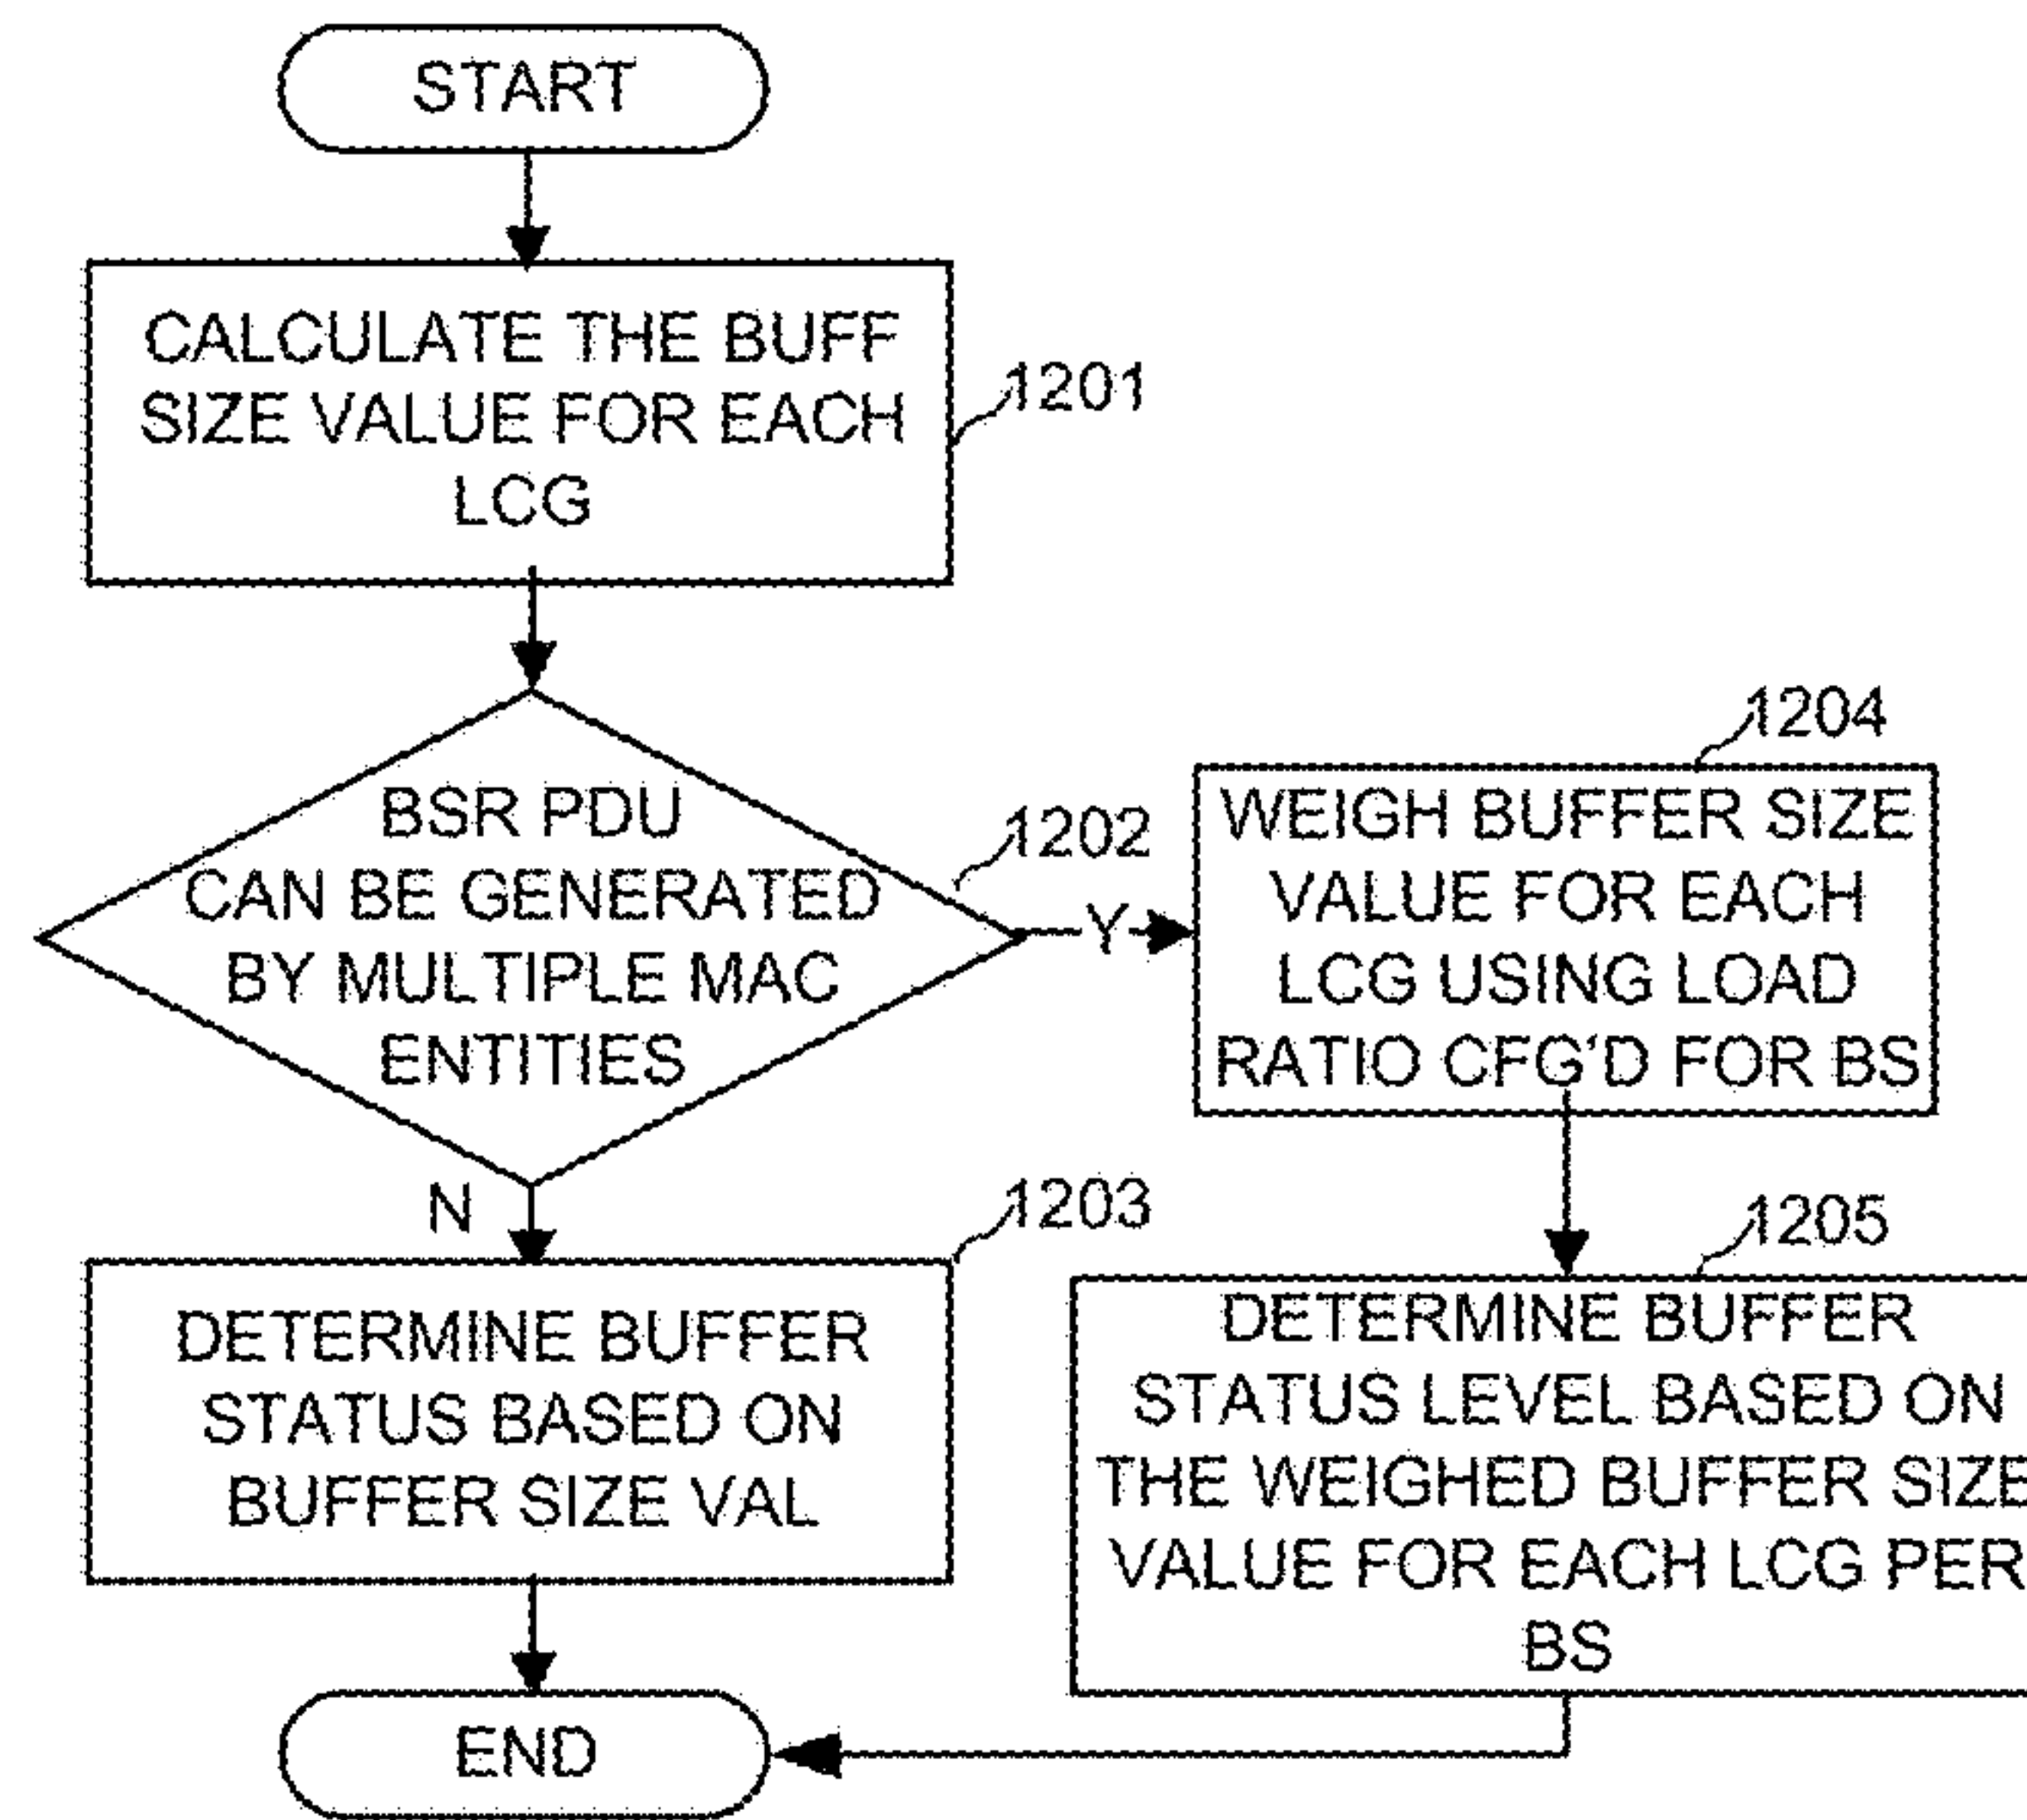 START
CALCULATE THE BUFF
SIZE VALUE FOR EACH
LCG
1201
BSR PDU
CAN BE GENERATED
BY MULTIPLE MAC
ENTITIES
1202
Y
N
1204
WEIGH BUFFER SIZE
VALUE FOR EACH
LCG USING LOAD
RATIO CFG'D FOR BS
1203
DETERMINE BUFFER
STATUS BASED ON
BUFFER SIZE VAL
1205
DETERMINE BUFFER
STATUS LEVEL BASED ON
THE WEIGHED BUFFER SIZE
VALUE FOR EACH LCG PER
BS
END